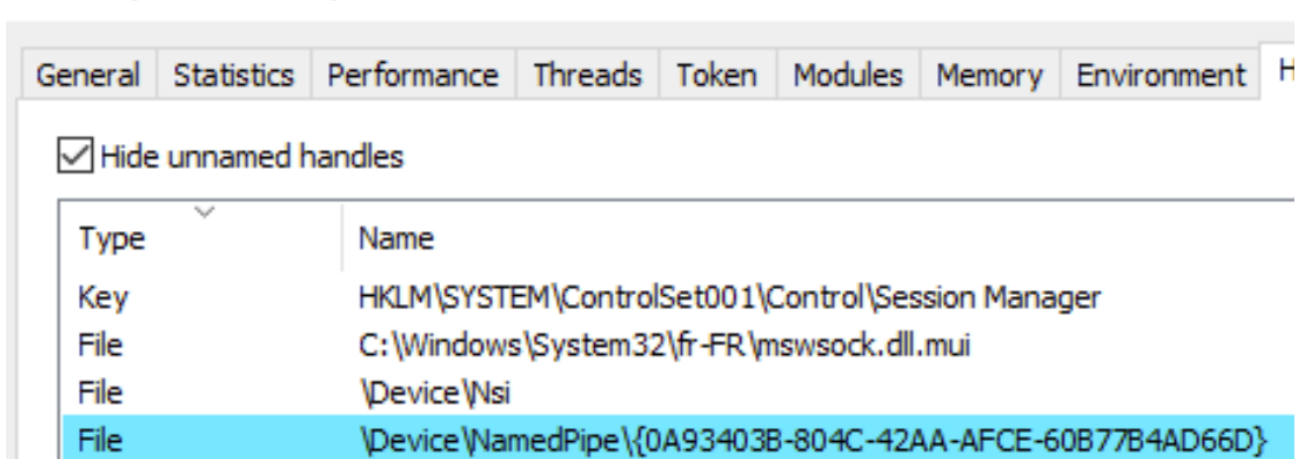 General Statistics Performance Threads Token Modules Memory Environment H
Hide unnamed handles
Type Name
Key HKLM\SYSTEM\ControlSet001\Control\Session Manager
File C:\Windows\System32\fr-FR\mswsock.dll.mui
File \Device\Nsi
File \Device\NamedPipe\{0A93403B-804C-42AA-AFCE-60B77B4AD66D}